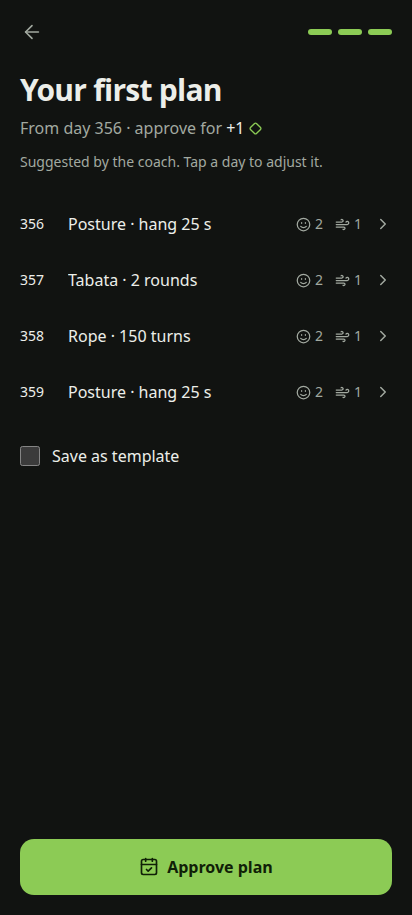 Your first plan
From day 356 · approve for +1
Suggested by the coach. Tap a day to adjust it.
356 Posture · hang 25 s 2 1
357 Tabata · 2 rounds 2 1
358 Rope · 150 turns 2 1
359 Posture · hang 25 s 2 1
Save as template
Approve plan